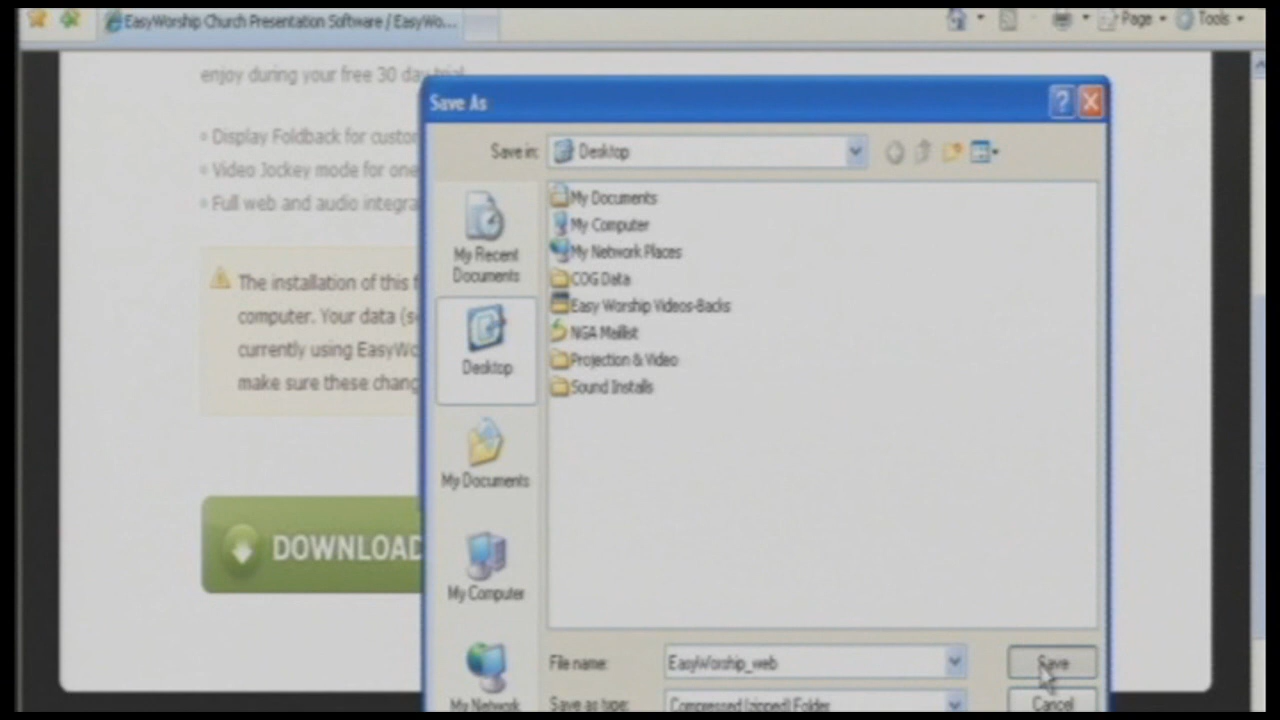 EasyWorship Church Presentation Software / EasyWo...
Page
Tools
enjoy during your free 30 day trial
Display Foldback for custo
Video Jockey mode for one
Full web and audio integra
The installation of this f
computer. Your data (s
currently using EasyWo
make sure these chang
DOWNLOAD
Save As
Save in:
Desktop
My Recent
Documents
Desktop
My Documents
My Computer
My Network
My Documents
My Computer
My Network Places
COG Data
Easy Worship Videos-Backs
NGA Maillist
Projection & Video
Sound Installs
File name:
EasyWorship_web
Save
Save as type:
Compressed (zipped) Folder
Cancel